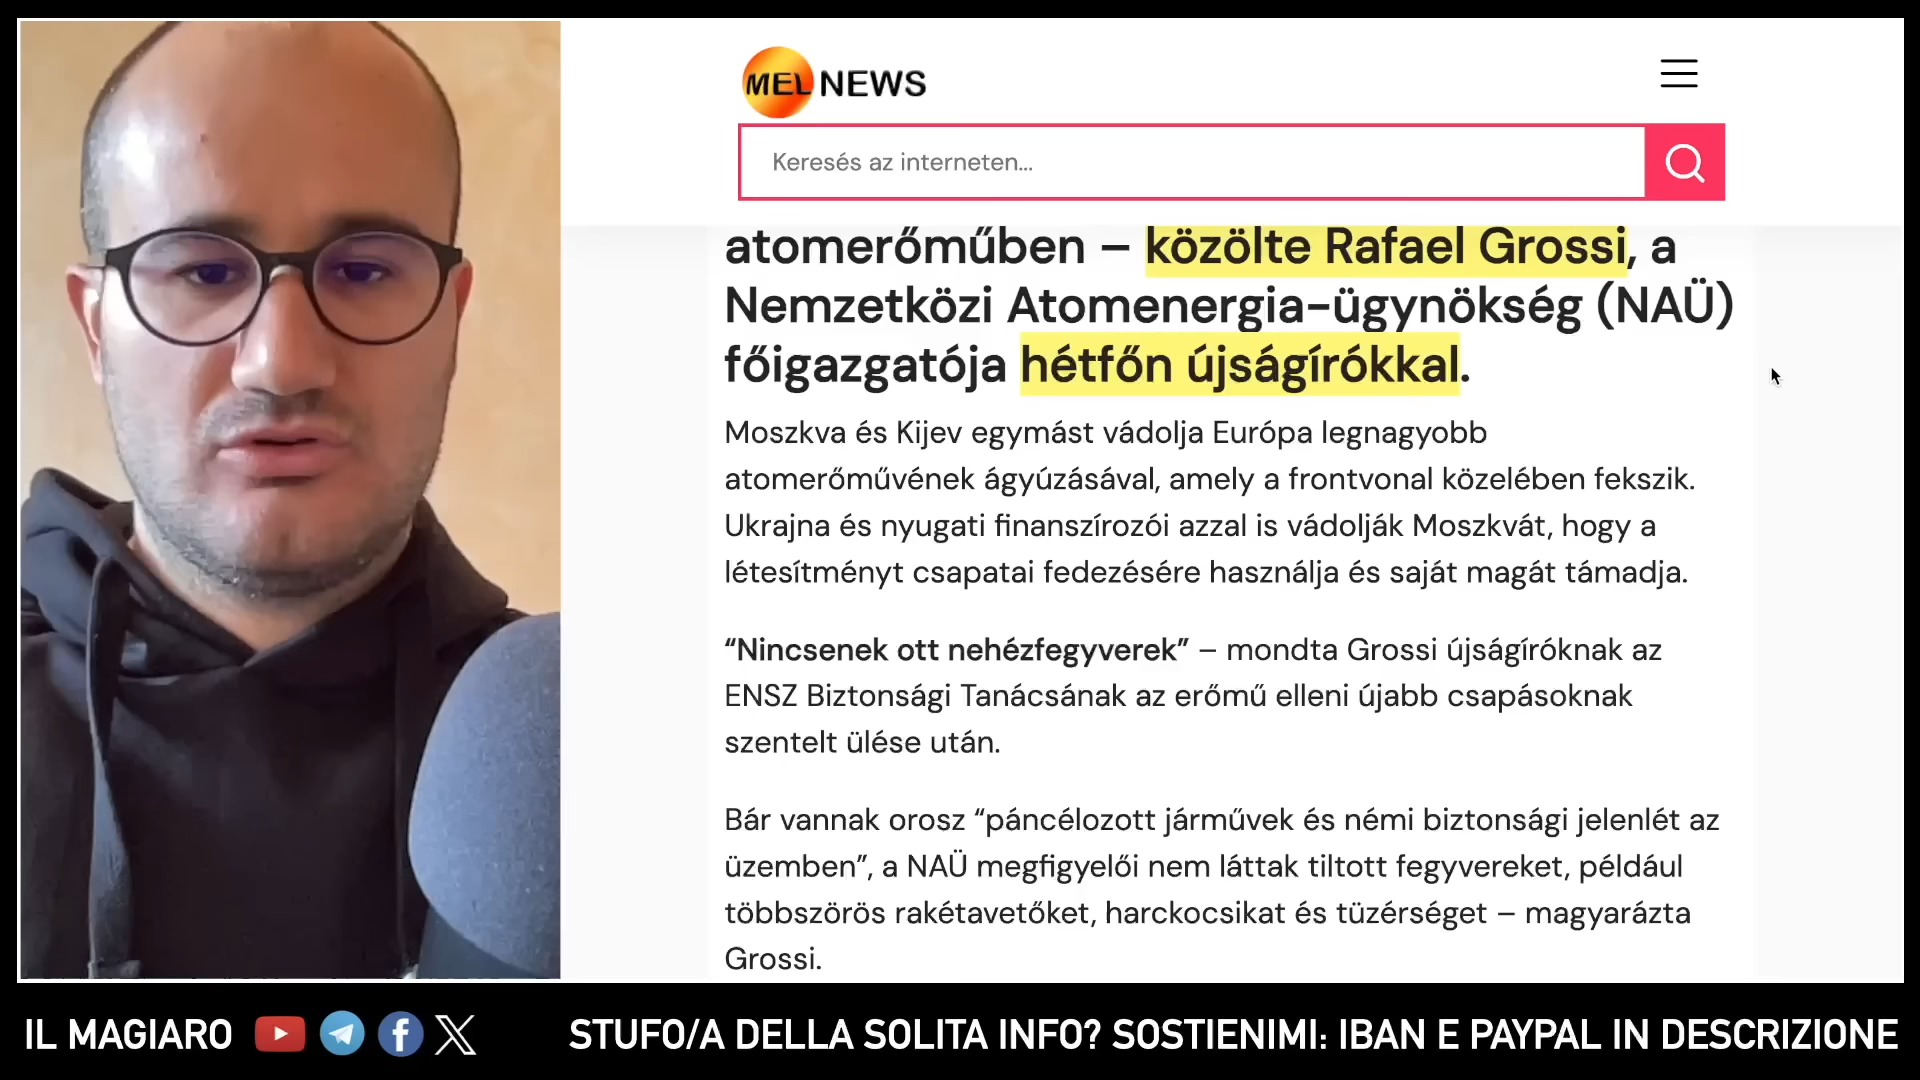 MEL NEWS
Keresés az interneten...
atomerőműben – közölte Rafael Grossi, a
Nemzetközi Atomenergia-ügynökség (NAÜ)
főigazgatója hétfőn újságírókkal.
Moszkva és Kijev egymást vádolja Európa legnagyobb
atomerőművének ágyúzásával, amely a frontvonal közelében fekszik.
Ukrajna és nyugati finanszírozói azzal is vádolják Moszkvát, hogy a
létesítményt csapatai fedezésére használja és saját magát támadja.
“Nincsenek ott nehézfegyverek” – mondta Grossi újságíróknak az
ENSZ Biztonsági Tanácsának az erőmű elleni újabb csapásoknak
szentelt ülése után.
Bár vannak orosz “páncélozott járművek és némi biztonsági jelenlét az
üzemben”, a NAÜ megfigyelői nem láttak tiltott fegyvereket, például
többszörös rakétavetőket, harckocsikat és tüzérséget – magyarázta
Grossi.
IL MAGIARO
STUFO/A DELLA SOLITA INFO? SOSTIENIMI: IBAN E PAYPAL IN DESCRIZIONE